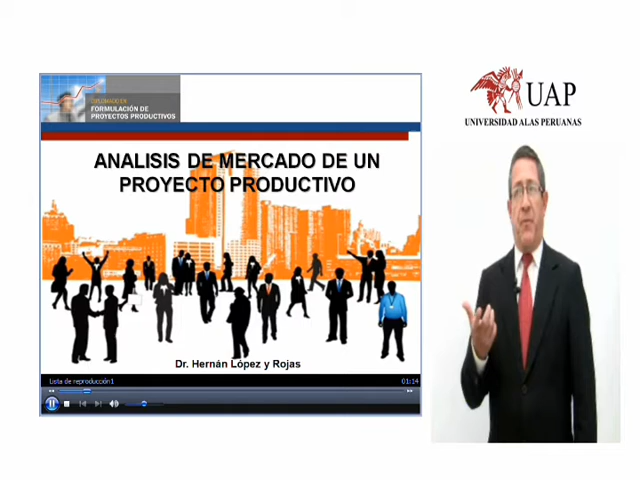 DIPLOMADO EN
FORMULACIÓN DE
PROYECTOS PRODUCTIVOS
ANALISIS DE MERCADO DE UN
PROYECTO PRODUCTIVO
Dr. Hernán López y Rojas
Lista de reproducción1
01:14
UAP
UNIVERSIDAD ALAS PERUANAS